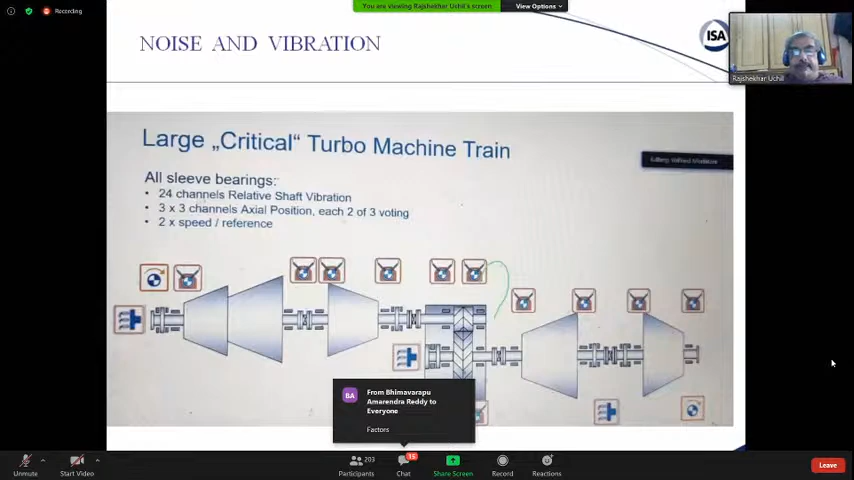 Recording
You are viewing Rajshekhar Uchil's screen
View Options
NOISE AND VIBRATION
ISA
Rajshekhar Uchil
Large „Critical“ Turbo Machine Train
All sleeve bearings:
• 24 channels Relative Shaft Vibration
• 3 x 3 channels Axial Position, each 2 of 3 voting
• 2 x speed / reference
BA
From Bhimavarapu
Amarendra Reddy to
Everyone
Factors
203
15
Unmute
Start Video
Participants
Chat
Share Screen
Record
Reactions
Leave